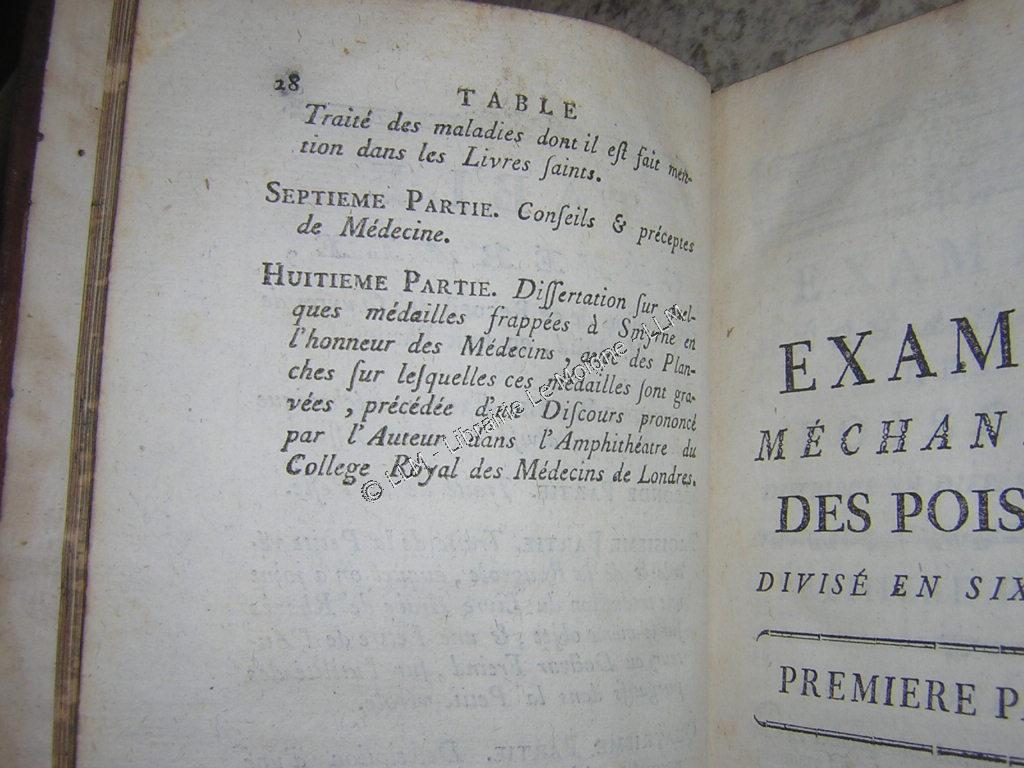 28
TABLE
Traité des maladies dont il eſt fait men-
tion dans les Livres ſaints.
SEPTIEME PARTIE. Conſeils & préceptes
de Médecine.
HUITIEME PARTIE. Diſſertation ſur quel-
ques médailles frappées à Smyrne en
l'honneur des Médecins, avec des Plan-
ches ſur leſquelles ces médailles ſont gra-
vées, précédée d'un Diſcours prononcé
par l'Auteur dans l'Amphithéatre du
College Royal des Médecins de Londres.
© LLM - Librairie Le Molène - LLM
EXAM
MÉCHAN
DES POIS
DIVISÉ EN SIX
PREMIERE P